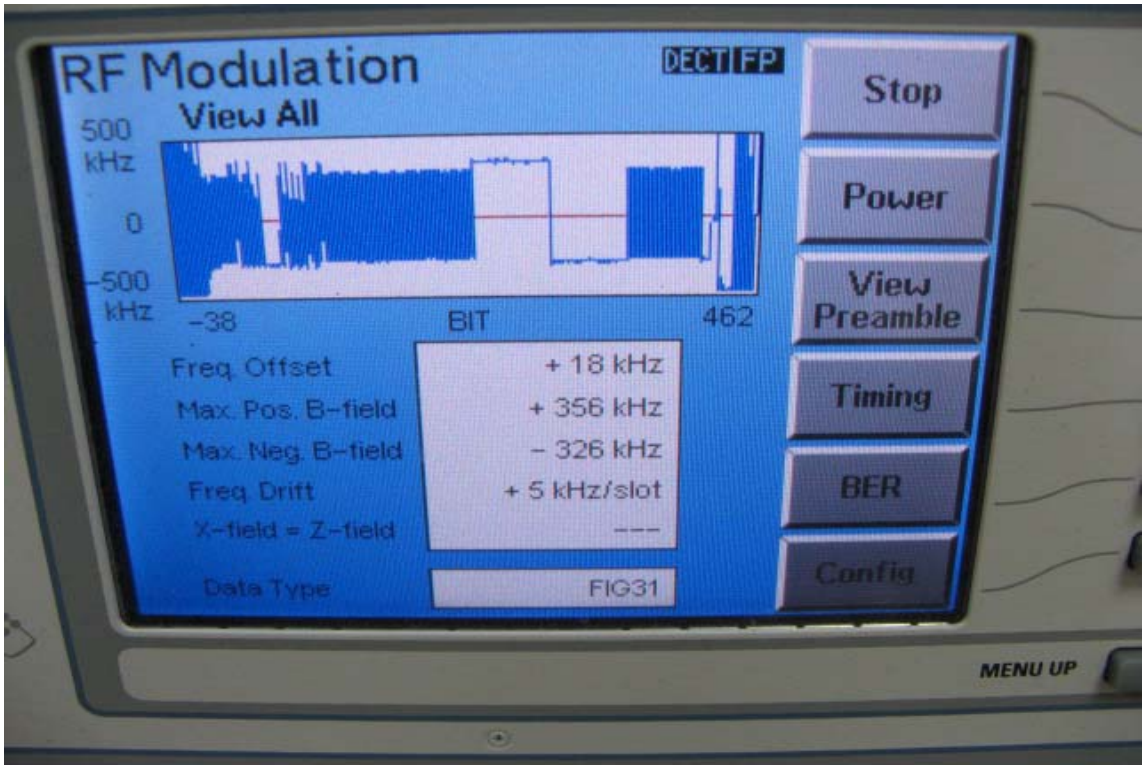 RF Modulation DECT FP
View All
500
kHz
0
-500
kHz
-38 BIT 462
Freq. Offset + 18 kHz
Max. Pos. B-field + 356 kHz
Max. Neg. B-field - 326 kHz
Freq. Drift + 5 kHz/slot
X-field = Z-field ---
Data Type FIG31
Stop
Power
View
Preamble
Timing
BER
Config
MENU UP